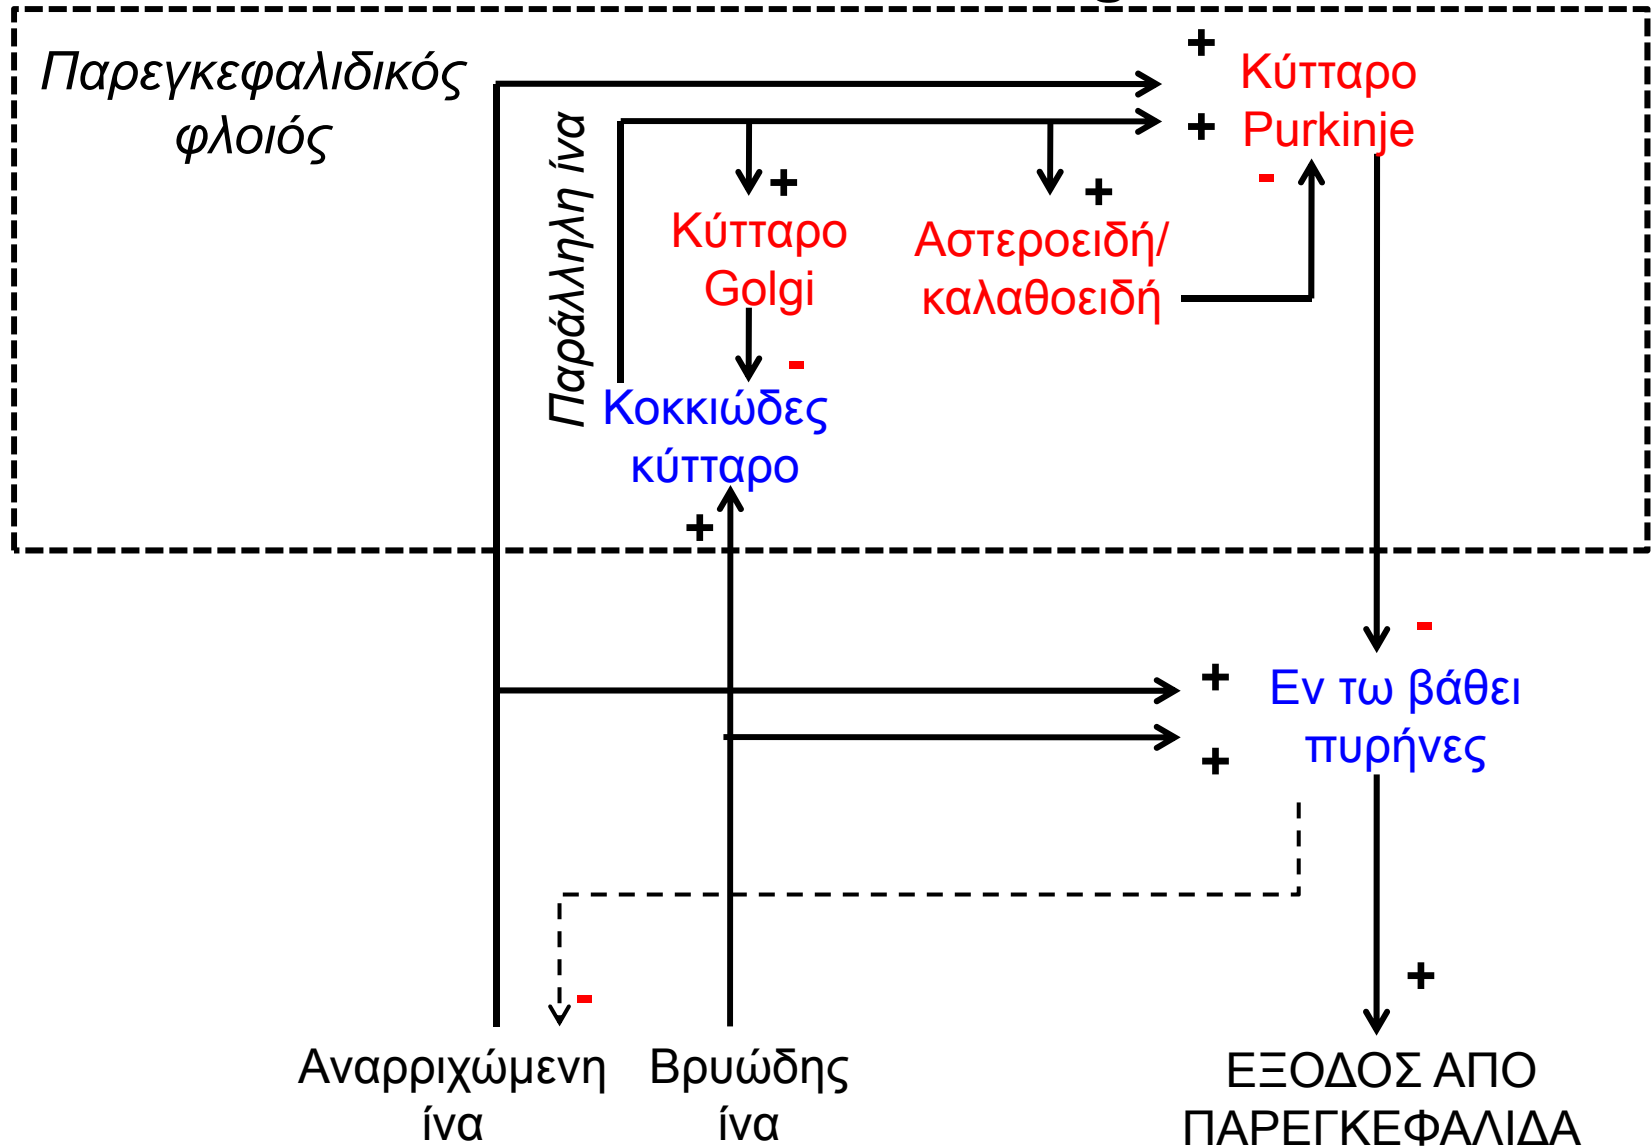 Παρεγκεφαλιδικός
φλοιός
Παράλληλη ίνα
+
+
Κύτταρο
Purkinje
-
+
Κύτταρο
Golgi
-
+
Αστεροειδή/
καλαθοειδή
Κοκκιώδες
κύτταρο
+
-
+
+
Εν τω βάθει
πυρήνες
-
+
Αναρριχώμενη
ίνα
Βρυώδης
ίνα
ΕΞΟΔΟΣ ΑΠΟ
ΠΑΡΕΓΚΕΦΑΛΙΔΑ